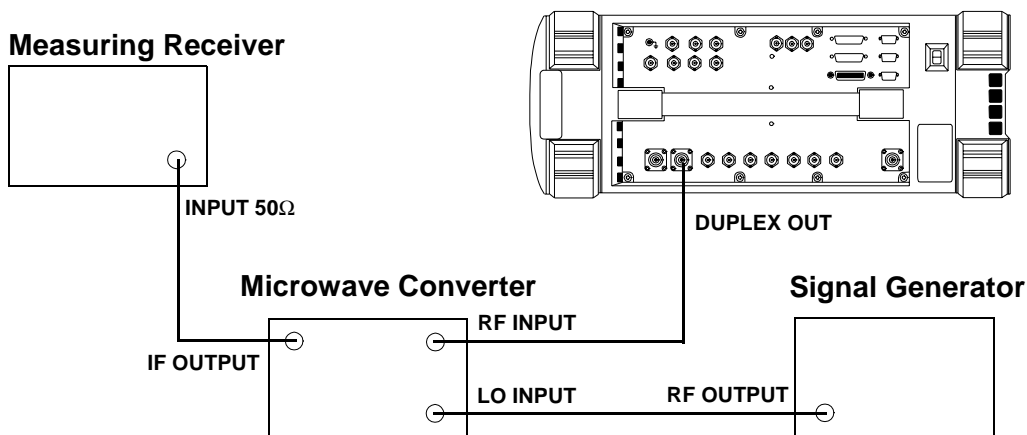 Measuring Receiver
INPUT 50Ω
DUPLEX OUT
Microwave Converter
Signal Generator
RF INPUT
IF OUTPUT
LO INPUT
RF OUTPUT